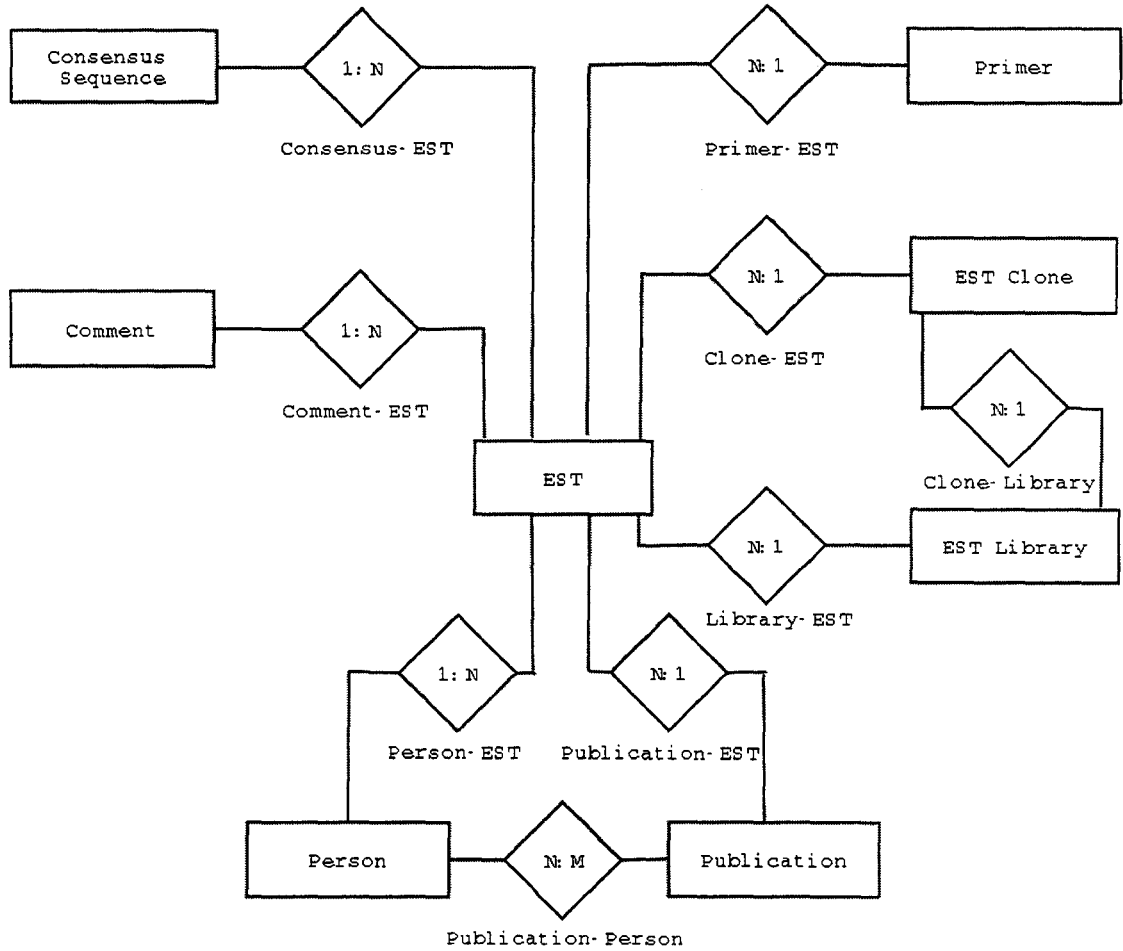 Consensus
Sequence
1:N
Consensus-EST
N:1
Primer-EST
Primer
Comment
1:N
Comment-EST
N:1
Clone-EST
EST Clone
N:1
Clone-Library
EST
N:1
Library-EST
EST Library
1:N
Person-EST
N:1
Publication-EST
Person
N:M
Publication-Person
Publication